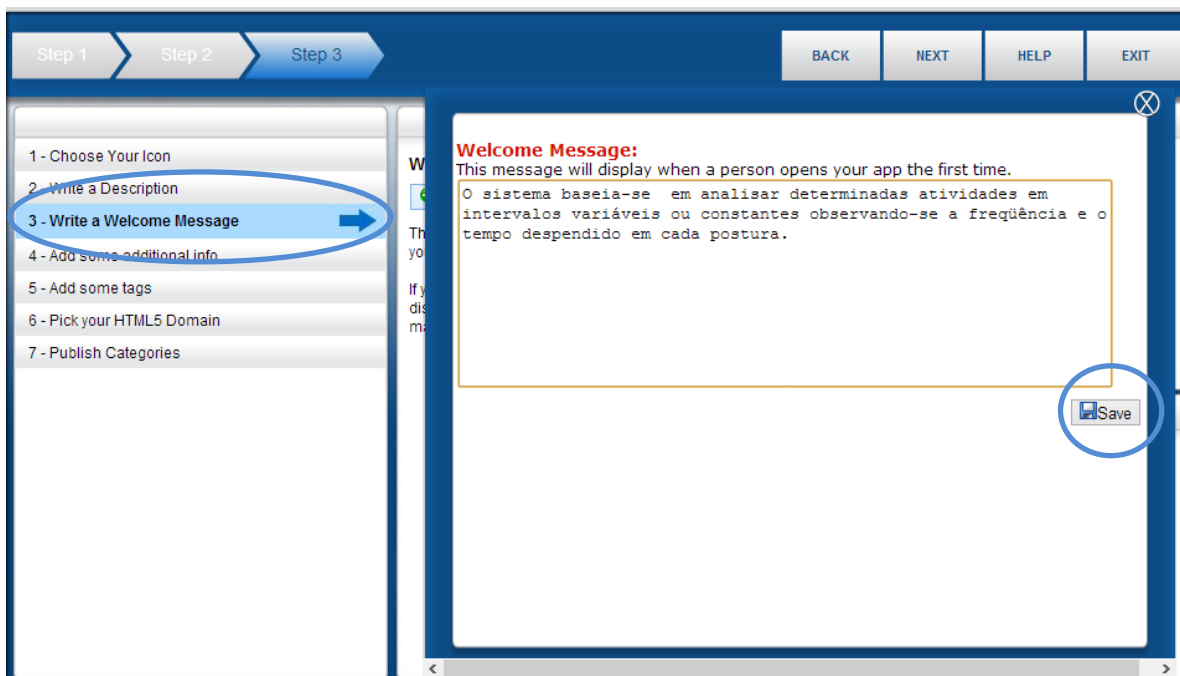 Step 1
Step 2
Step 3
BACK
NEXT
HELP
EXIT
1 - Choose Your Icon
2 - Write a Description
3 - Write a Welcome Message
4 - Add some additional info
5 - Add some tags
6 - Pick your HTML5 Domain
7 - Publish Categories
Welcome Message:
This message will display when a person opens your app the first time.
O sistema baseia-se  em analisar determinadas atividades em
intervalos variáveis ou constantes observando-se a freqüência e o
tempo despendido em cada postura.
Save